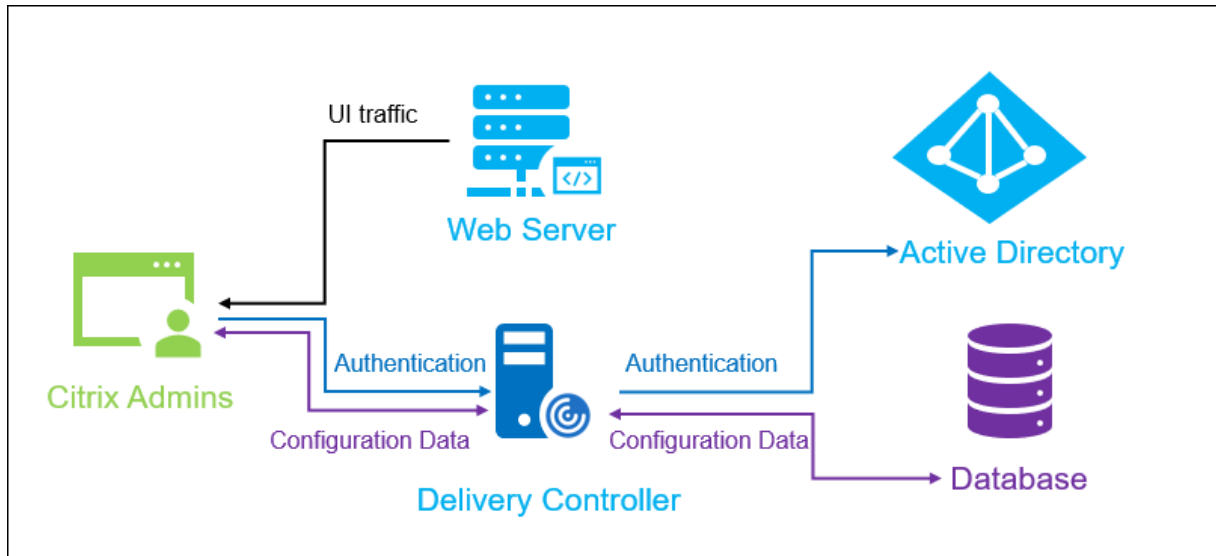 UI traffic
</>
Web Server
Active Directory
Citrix Admins
Authentication
Authentication
Configuration Data
Configuration Data
Delivery Controller
Database